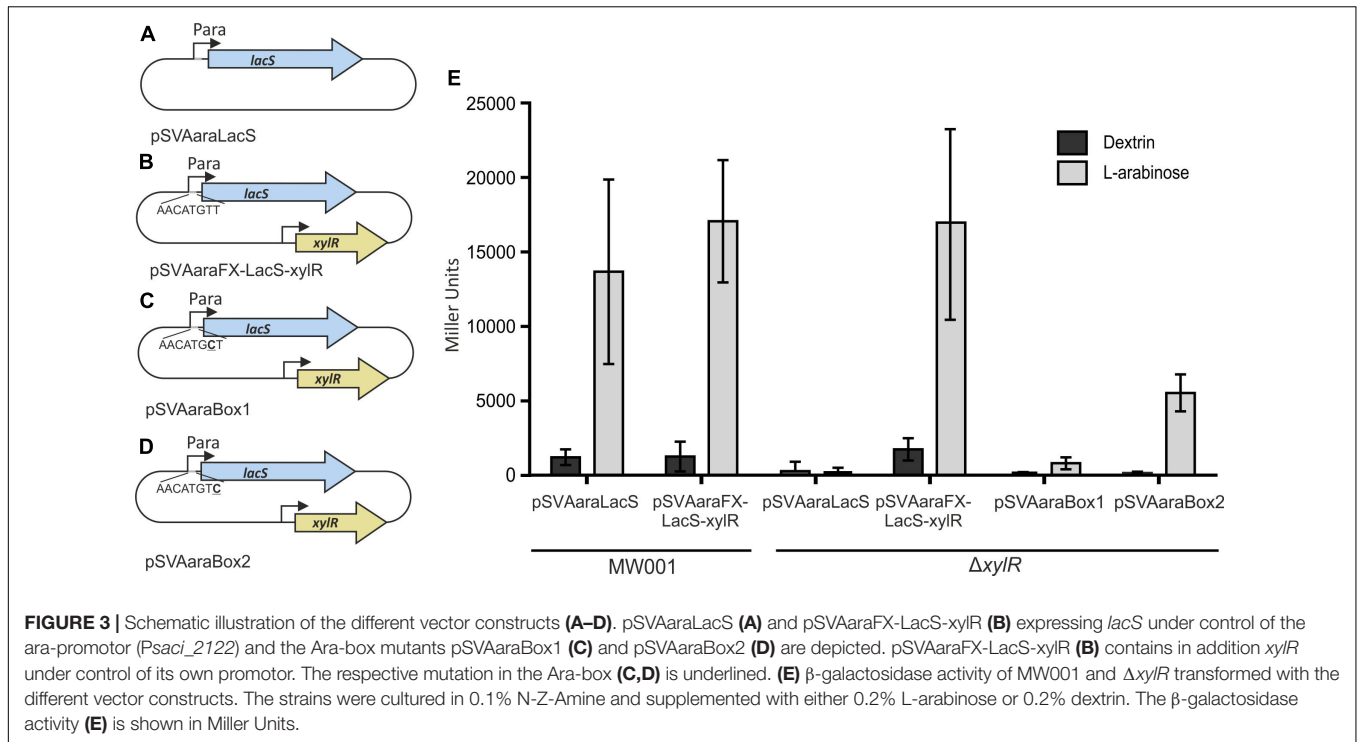 A
Para
lacS
pSVAaraLacS
B
Para
lacS
AACATGTT
xylR
pSVAaraFX-LacS-xylR
C
Para
lacS
AACATGCT
xylR
pSVAaraBox1
D
Para
lacS
AACATGTC
xylR
pSVAaraBox2
E
Miller Units
25000
20000
15000
10000
5000
0
Dextrin
L-arabinose
pSVAaraLacS
pSVAaraFX-
LacS-xylR
pSVAaraLacS
pSVAaraFX-
LacS-xylR
pSVAaraBox1
pSVAaraBox2
MW001
ΔxylR
FIGURE 3 | Schematic illustration of the different vector constructs (A–D). pSVAaraLacS (A) and pSVAaraFX-LacS-xylR (B) expressing lacS under control of the
ara-promotor (Psaci_2122) and the Ara-box mutants pSVAaraBox1 (C) and pSVAaraBox2 (D) are depicted. pSVAaraFX-LacS-xylR (B) contains in addition xylR
under control of its own promotor. The respective mutation in the Ara-box (C,D) is underlined. (E) β-galactosidase activity of MW001 and ΔxylR transformed with the
different vector constructs. The strains were cultured in 0.1% N-Z-Amine and supplemented with either 0.2% L-arabinose or 0.2% dextrin. The β-galactosidase
activity (E) is shown in Miller Units.